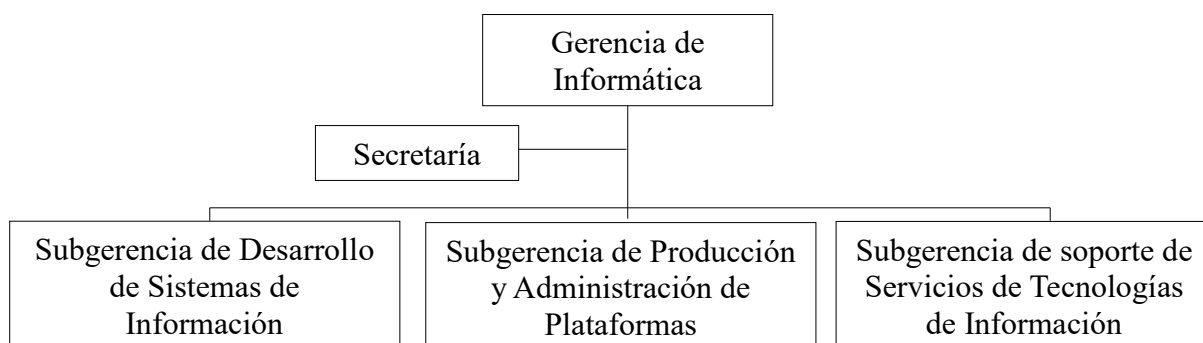 Gerencia de
Informática
Secretaría
Subgerencia de Desarrollo
de Sistemas de
Información
Subgerencia de Producción
y Administración de
Plataformas
Subgerencia de soporte de
Servicios de Tecnologías
de Información